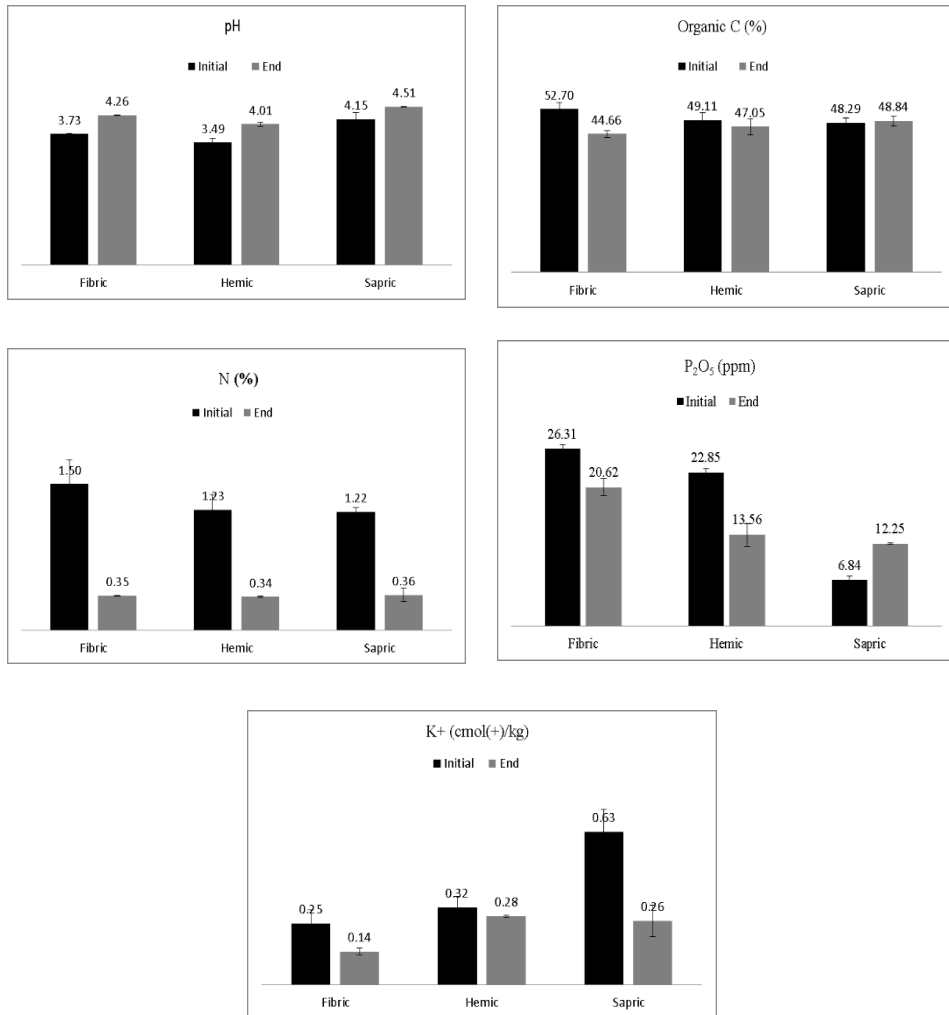 pH
Initial End
3.73 4.26 3.49 4.01 4.15 4.51
Fibric Hemic Sapric
Organic C (%)
Initial End
52.70 44.66 49.11 47.05 48.29 48.84
Fibric Hemic Sapric
N (%)
Initial End
1.50 0.35 1.23 0.34 1.22 0.36
Fibric Hemic Sapric
P₂O₅ (ppm)
Initial End
26.31 20.62 22.85 13.56 6.84 12.25
Fibric Hemic Sapric
K+ (cmol(+)/kg)
Initial End
0.25 0.14 0.32 0.28 0.63 0.26
Fibric Hemic Sapric